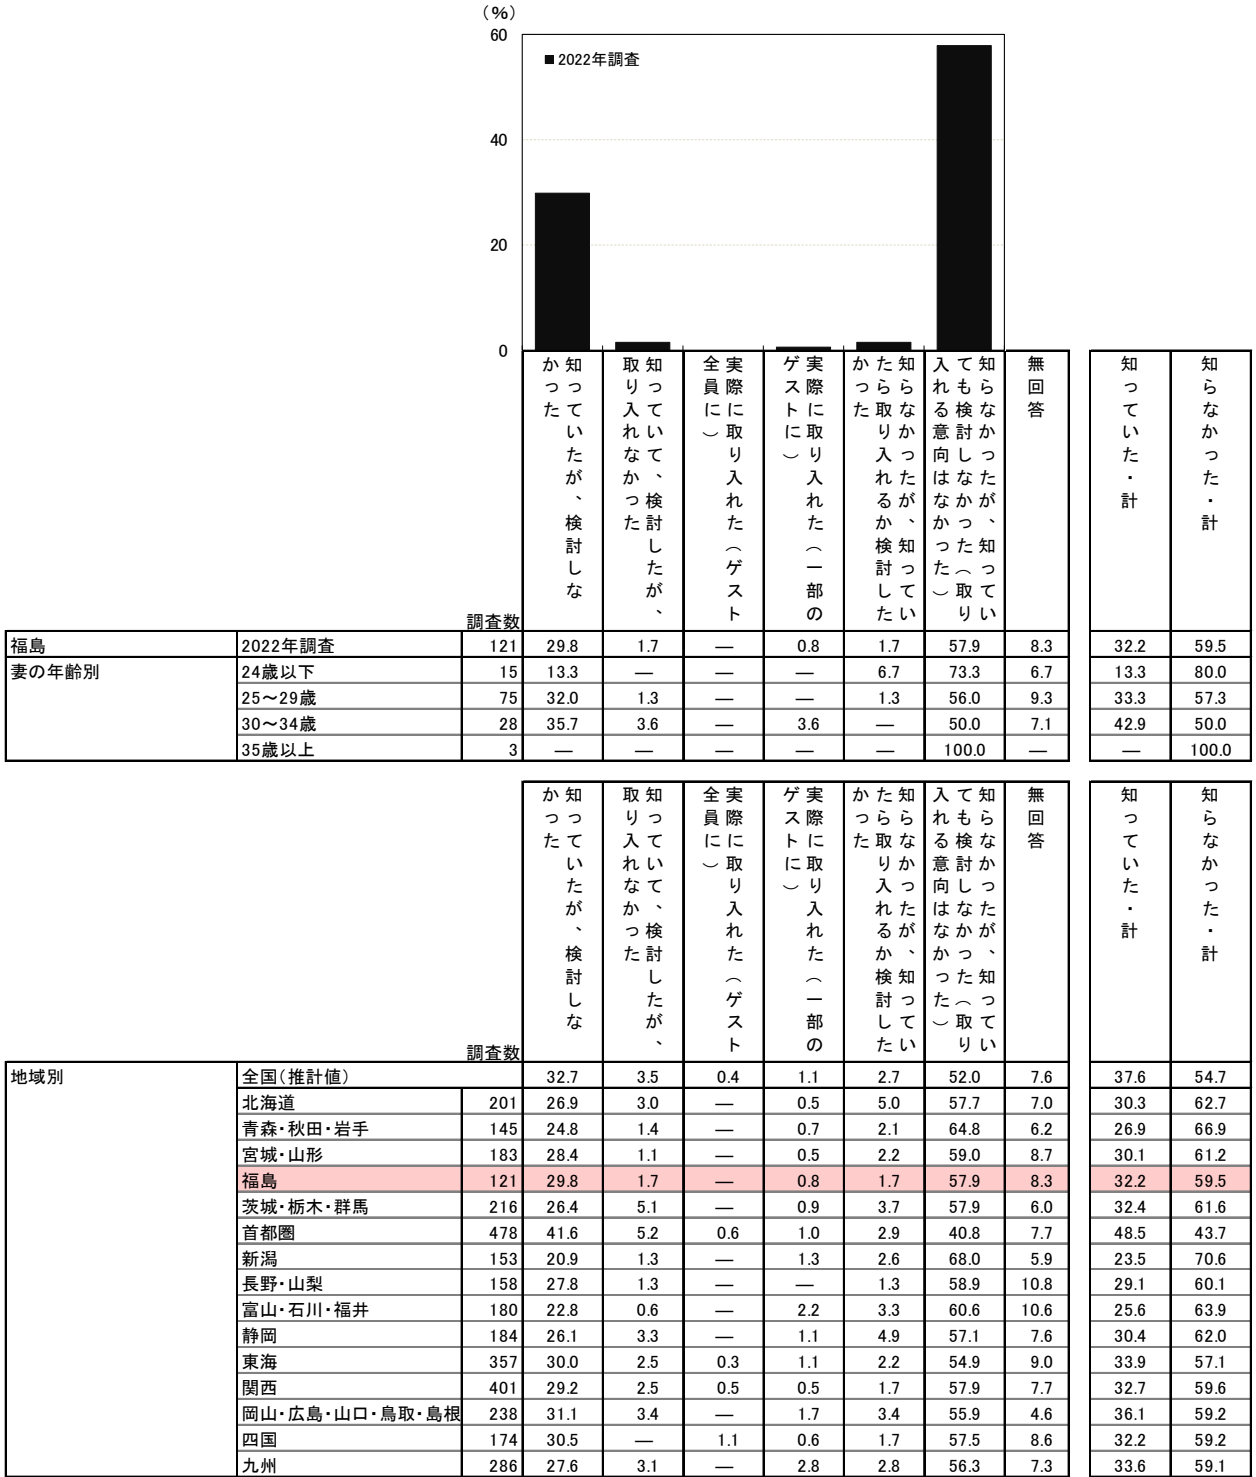 （％）
60
40
20
0
■2022年調査
知っていたが、検討しな
かった
知っていて、検討したが、
取り入れなかった
実際に取り入れた（ゲスト
全員に）
実際に取り入れた（一部の
ゲストに）
知らなかったが、知ってい
たら取り入れるか検討した
かった
知らなかったが、知ってい
ても検討しなかった（取り
入れる意向はなかった）
無回答
知っていた・計
知らなかった・計
調査数
福島 2022年調査 121 29.8 1.7 — 0.8 1.7 57.9 8.3 32.2 59.5
妻の年齢別 24歳以下 15 13.3 — — — 6.7 73.3 6.7 13.3 80.0
25～29歳 75 32.0 1.3 — — 1.3 56.0 9.3 33.3 57.3
30～34歳 28 35.7 3.6 — 3.6 — 50.0 7.1 42.9 50.0
35歳以上 3 — — — — — 100.0 — — 100.0
知っていたが、検討しな
かった
知っていて、検討したが、
取り入れなかった
実際に取り入れた（ゲスト
全員に）
実際に取り入れた（一部の
ゲストに）
知らなかったが、知ってい
たら取り入れるか検討した
かった
知らなかったが、知ってい
ても検討しなかった（取り
入れる意向はなかった）
無回答
知っていた・計
知らなかった・計
調査数
地域別 全国（推計値） 32.7 3.5 0.4 1.1 2.7 52.0 7.6 37.6 54.7
北海道 201 26.9 3.0 — 0.5 5.0 57.7 7.0 30.3 62.7
青森・秋田・岩手 145 24.8 1.4 — 0.7 2.1 64.8 6.2 26.9 66.9
宮城・山形 183 28.4 1.1 — 0.5 2.2 59.0 8.7 30.1 61.2
福島 121 29.8 1.7 — 0.8 1.7 57.9 8.3 32.2 59.5
茨城・栃木・群馬 216 26.4 5.1 — 0.9 3.7 57.9 6.0 32.4 61.6
首都圏 478 41.6 5.2 0.6 1.0 2.9 40.8 7.7 48.5 43.7
新潟 153 20.9 1.3 — 1.3 2.6 68.0 5.9 23.5 70.6
長野・山梨 158 27.8 1.3 — — 1.3 58.9 10.8 29.1 60.1
富山・石川・福井 180 22.8 0.6 — 2.2 3.3 60.6 10.6 25.6 63.9
静岡 184 26.1 3.3 — 1.1 4.9 57.1 7.6 30.4 62.0
東海 357 30.0 2.5 0.3 1.1 2.2 54.9 9.0 33.9 57.1
関西 401 29.2 2.5 0.5 0.5 1.7 57.9 7.7 32.7 59.6
岡山・広島・山口・鳥取・島根 238 31.1 3.4 — 1.7 3.4 55.9 4.6 36.1 59.2
四国 174 30.5 — 1.1 0.6 1.7 57.5 8.6 32.2 59.2
九州 286 27.6 3.1 — 2.8 2.8 56.3 7.3 33.6 59.1